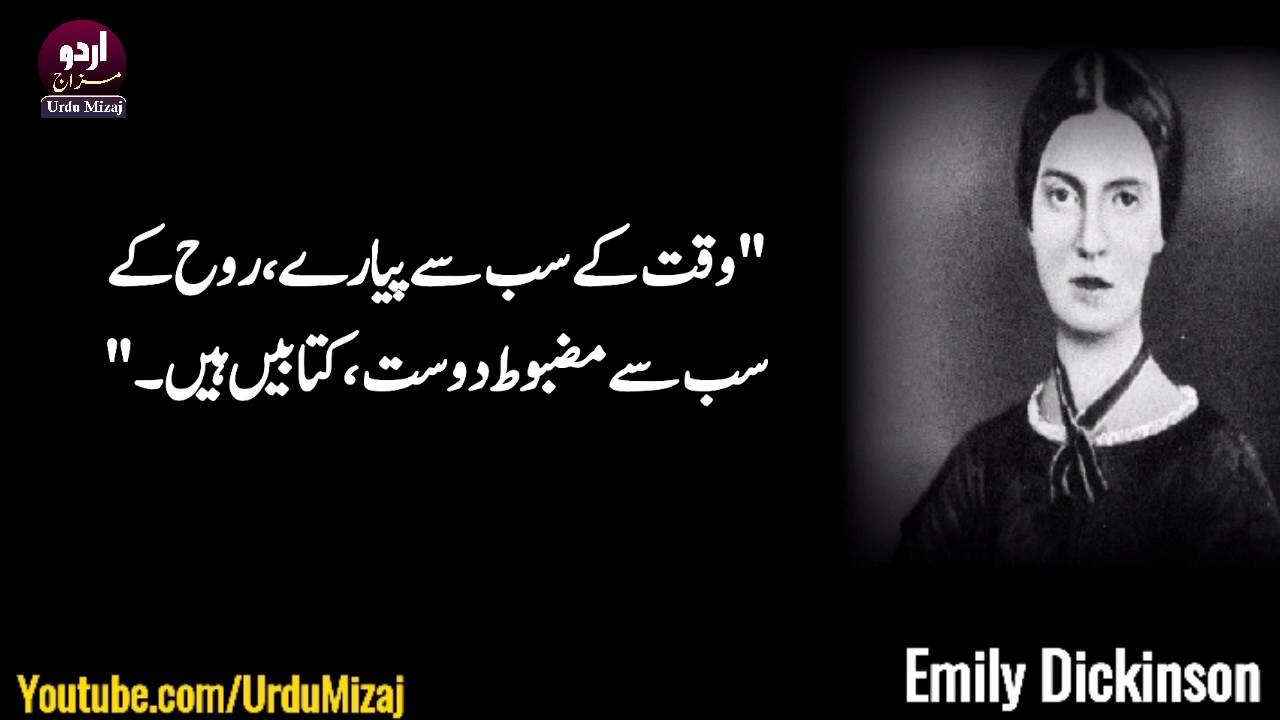 اردو
مزاج
Urdu Mizaj
"وقت کے سب سے پیارے، روح کے
سب سے مضبوط دوست، کتابیں ہیں۔"
Youtube.com/UrduMizaj
Emily Dickinson